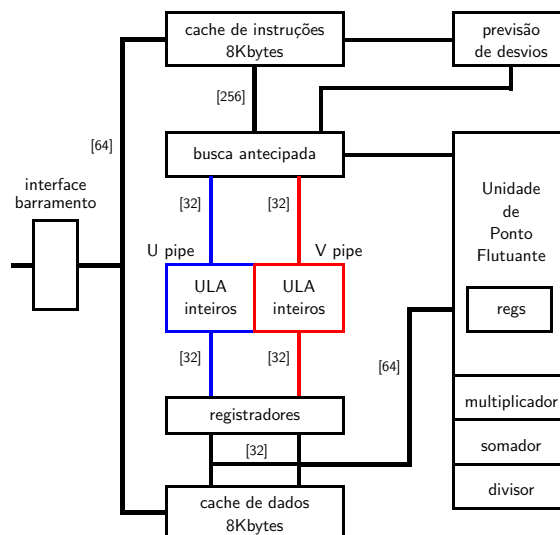 cache de instruções
8Kbytes
previsão
de desvios
[256]
[64]
busca antecipada
interface
barramento
[32]
[32]
Unidade
de
Ponto
Flutuante
U pipe
V pipe
ULA
inteiros
ULA
inteiros
regs
[32]
[32]
[64]
multiplicador
registradores
somador
[32]
divisor
cache de dados
8Kbytes